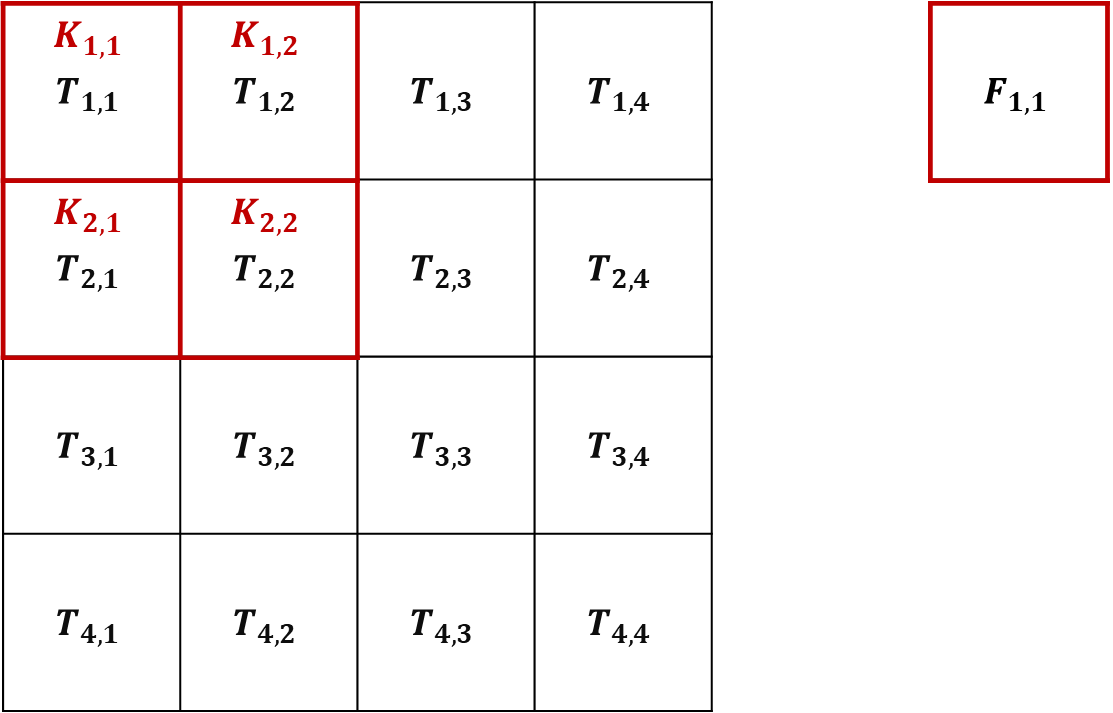 K1,1 K1,2
T1,1 T1,2 T1,3 T1,4 F1,1
K2,1 K2,2
T2,1 T2,2 T2,3 T2,4
T3,1 T3,2 T3,3 T3,4
T4,1 T4,2 T4,3 T4,4